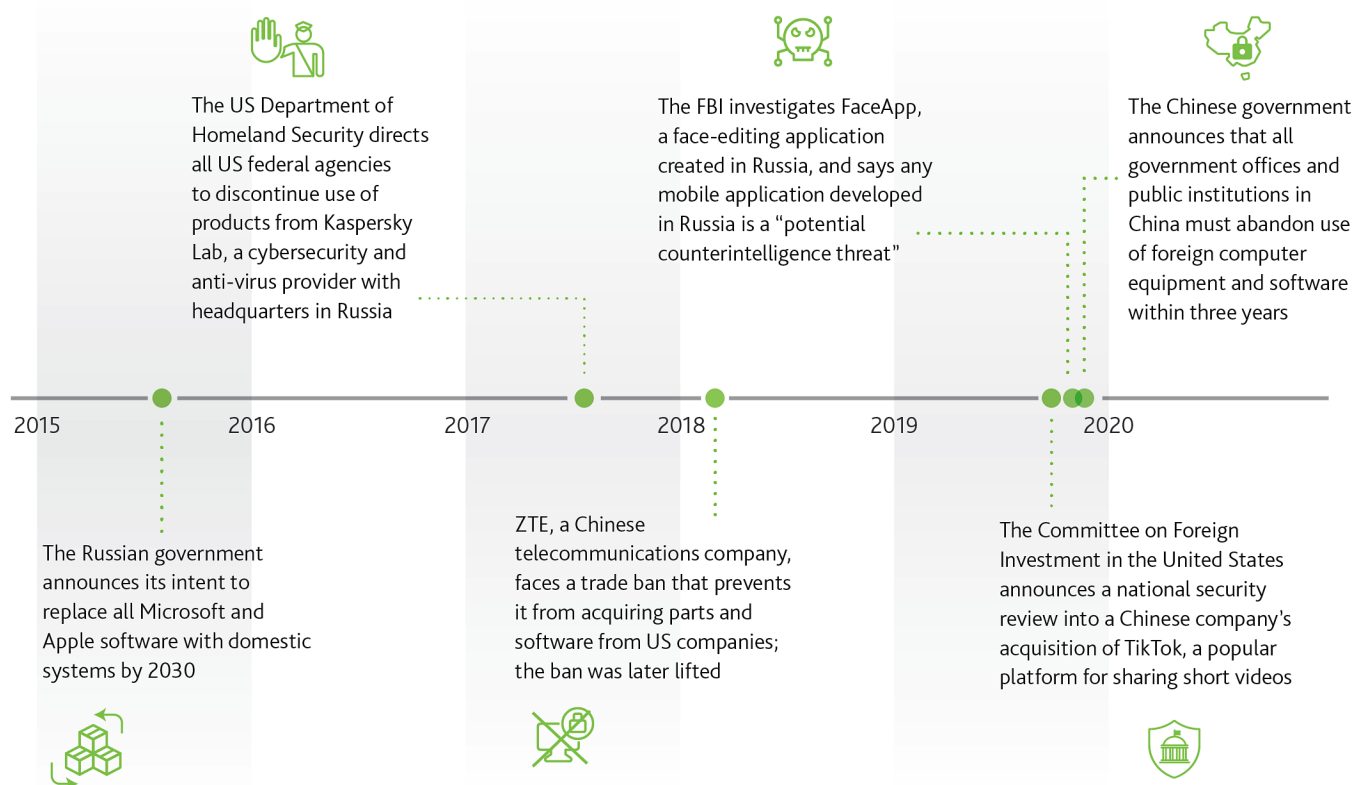 The US Department of
Homeland Security directs
all US federal agencies
to discontinue use of
products from Kaspersky
Lab, a cybersecurity and
anti-virus provider with
headquarters in Russia
The FBI investigates FaceApp,
a face-editing application
created in Russia, and says any
mobile application developed
in Russia is a “potential
counterintelligence threat”
The Chinese government
announces that all
government offices and
public institutions in
China must abandon use
of foreign computer
equipment and software
within three years
2015 2016 2017 2018 2019 2020
The Russian government
announces its intent to
replace all Microsoft and
Apple software with domestic
systems by 2030
ZTE, a Chinese
telecommunications company,
faces a trade ban that prevents
it from acquiring parts and
software from US companies;
the ban was later lifted
The Committee on Foreign
Investment in the United States
announces a national security
review into a Chinese company’s
acquisition of TikTok, a popular
platform for sharing short videos